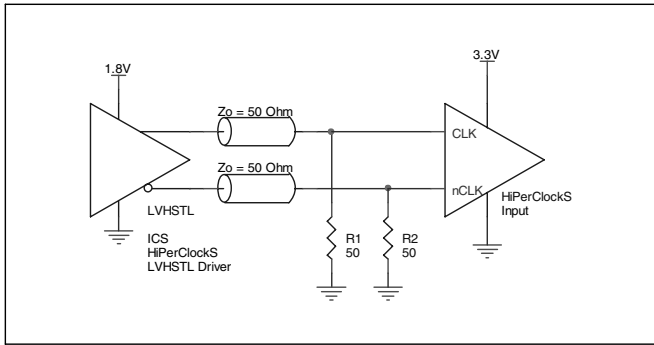 1.8V
3.3V
Zo = 50 Ohm
CLK
Zo = 50 Ohm
nCLK
LVHSTL
HiPerClockS
Input
ICS
HiPerClockS
LVHSTL Driver
R1
50
R2
50